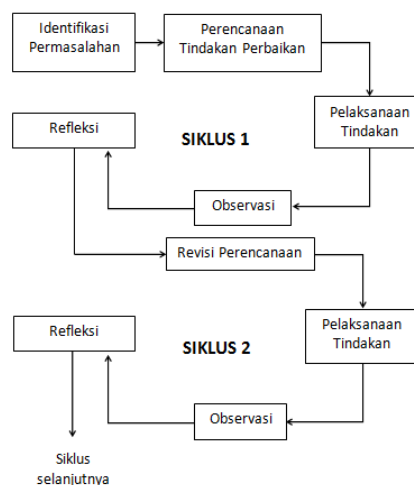 Identifikasi
Permasalahan
Perencanaan
Tindakan Perbaikan
Pelaksanaan
Tindakan
Refleksi
SIKLUS 1
Observasi
Revisi Perencanaan
Pelaksanaan
Tindakan
Refleksi
SIKLUS 2
Observasi
Siklus
selanjutnya